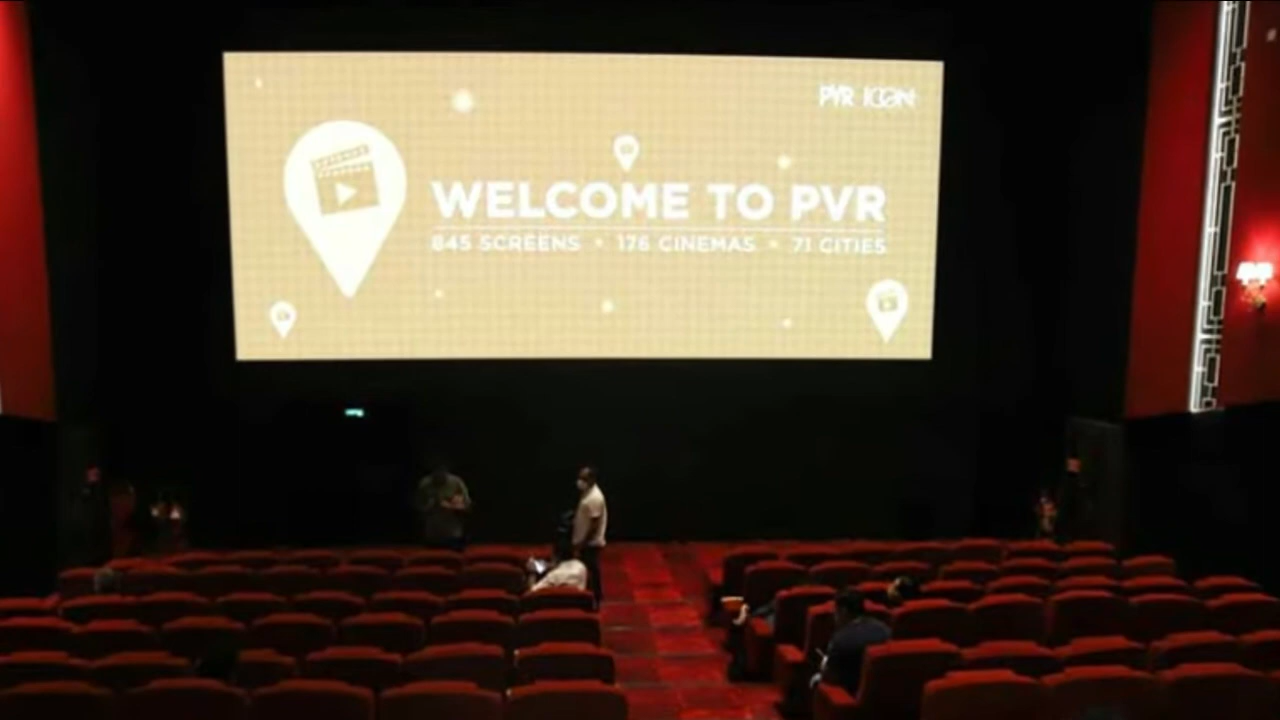 PVR ICON
WELCOME TO PVR
845 SCREENS • 176 CINEMAS • 71 CITIES